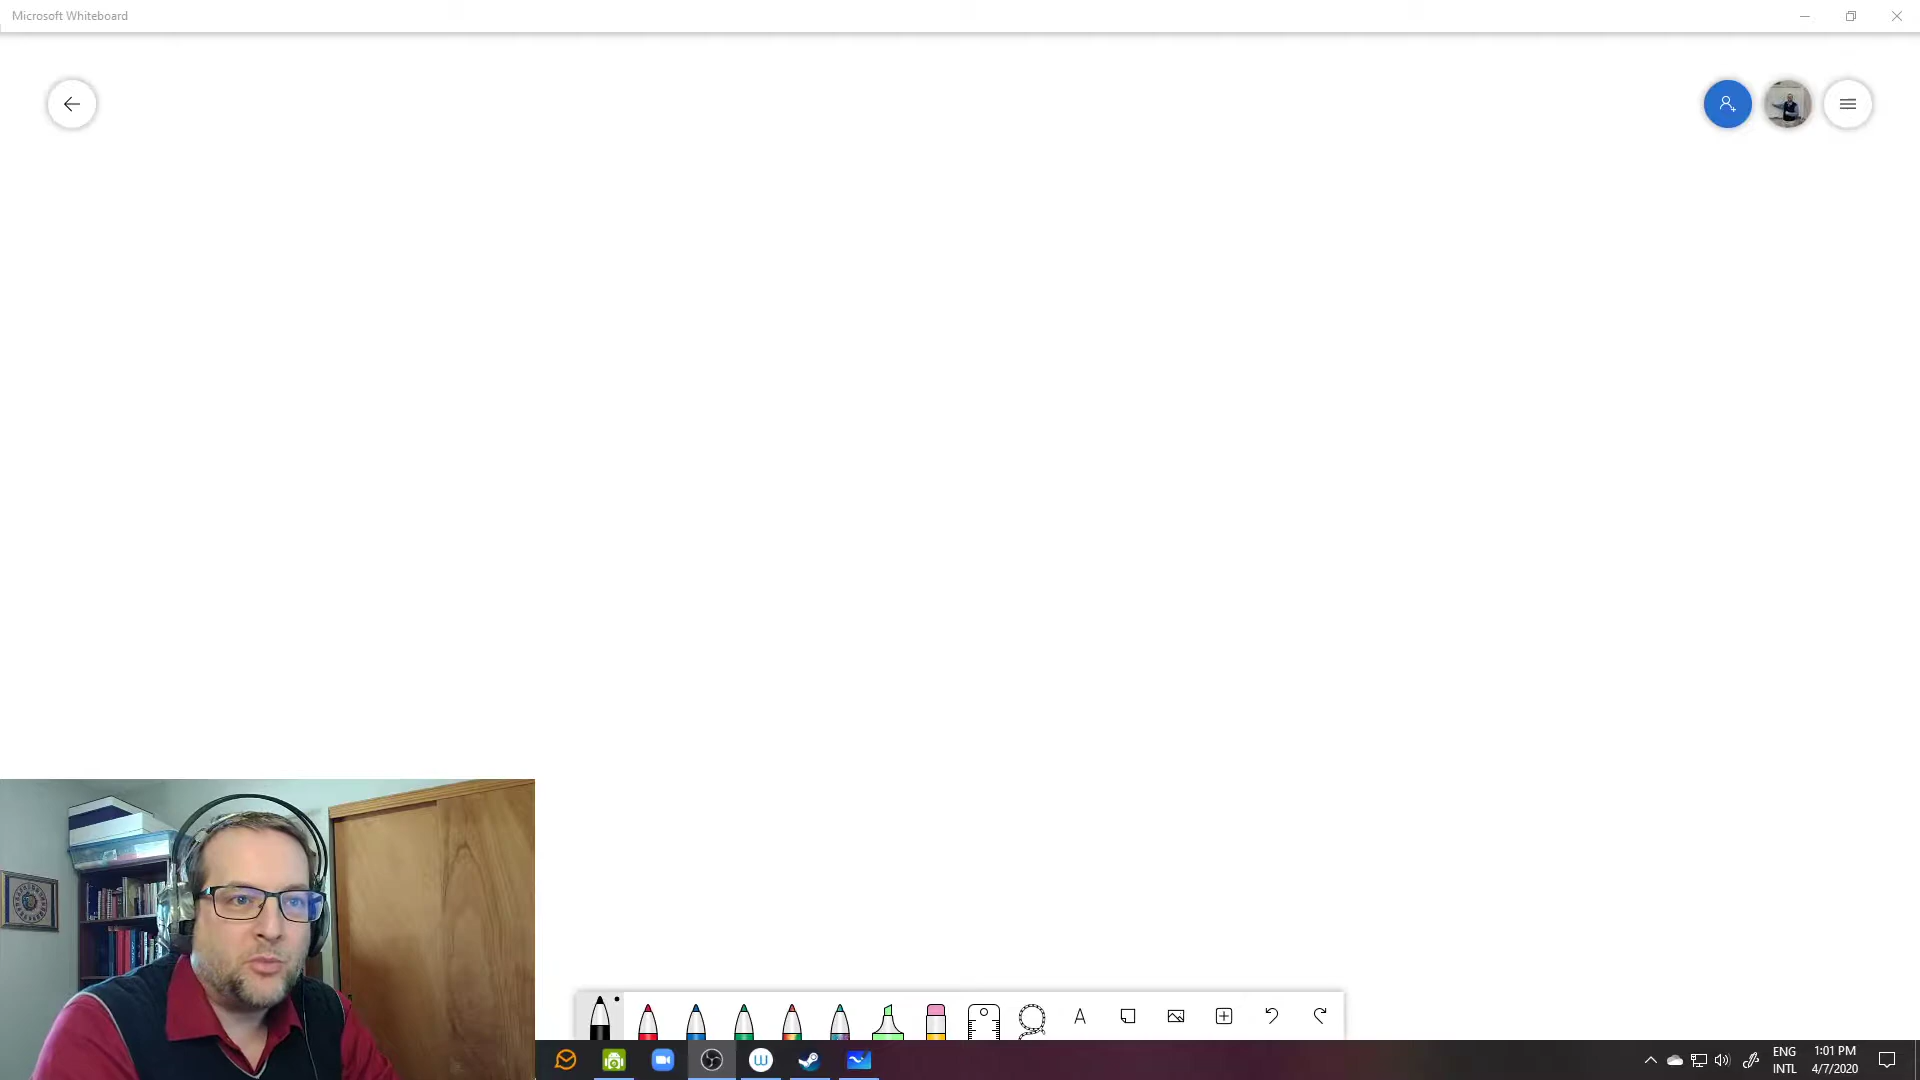 Microsoft Whiteboard
A
W
ENG
INTL
1:01 PM
4/7/2020